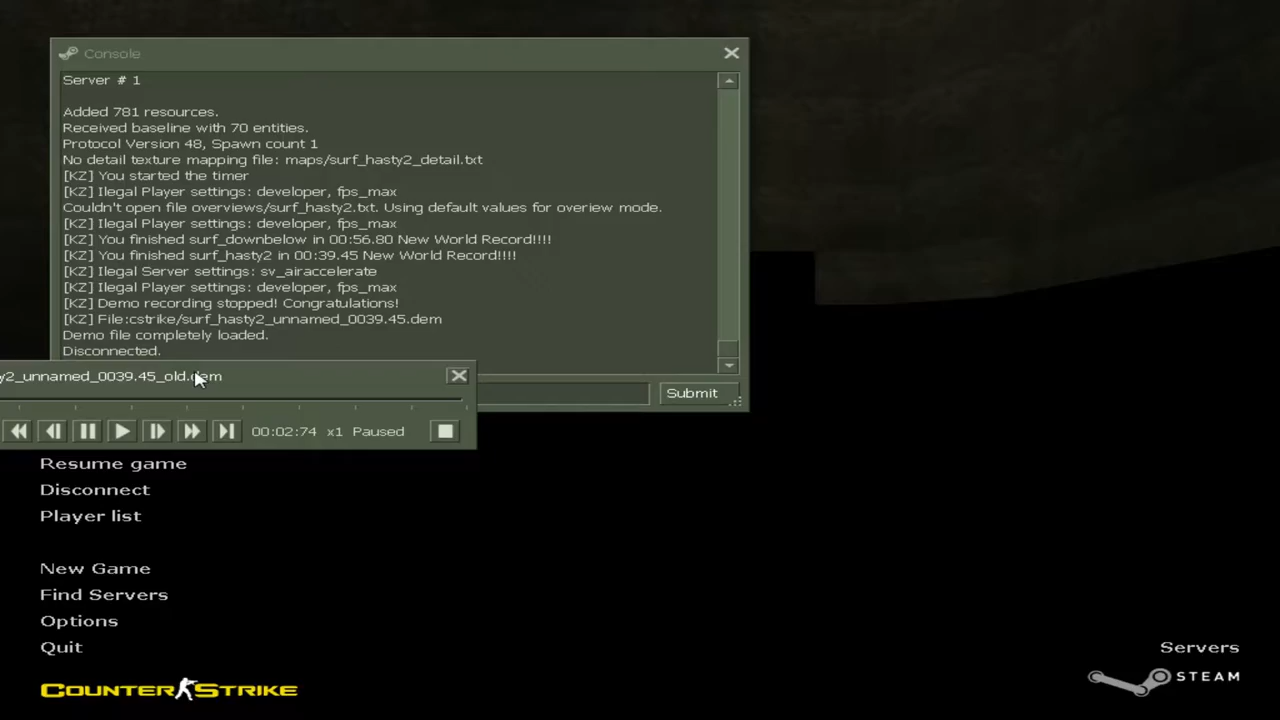 Console
Server # 1
Added 781 resources.
Received baseline with 70 entities.
Protocol Version 48, Spawn count 1
No detail texture mapping file: maps/surf_hasty2_detail.txt
[KZ] You started the timer
[KZ] Ilegal Player settings: developer, fps_max
Couldn't open file overviews/surf_hasty2.txt. Using default values for overiew mode.
[KZ] Ilegal Player settings: developer, fps_max
[KZ] You finished surf_downbelow in 00:56.80 New World Record!!!!
[KZ] You finished surf_hasty2 in 00:39.45 New World Record!!!!
[KZ] Ilegal Server settings: sv_airaccelerate
[KZ] Ilegal Player settings: developer, fps_max
[KZ] Demo recording stopped! Congratulations!
[KZ] File:cstrike/surf_hasty2_unnamed_0039.45.dem
Demo file completely loaded.
Disconnected.
y2_unnamed_0039.45_old.dem
Submit
00:02:74 x1 Paused
Resume game
Disconnect
Player list
New Game
Find Servers
Options
Quit
Servers
COUNTER STRIKE
STEAM